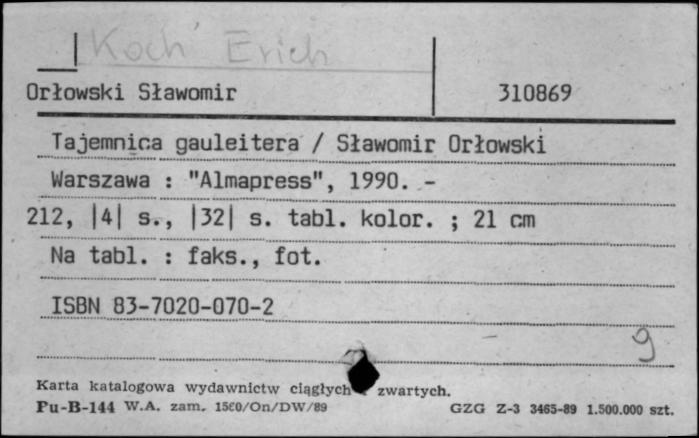 Koch Erich
Orłowski Sławomir 310869
Tajemnica gauleitera / Sławomir Orłowski
Warszawa : "Almapress", 1990. -
212, |4| s., |32| s. tabl. kolor. ; 21 cm
Na tabl. : faks., fot.
ISBN 83-7020-070-2
g
Karta katalogowa wydawnictw ciągłych zwartych.
Pu-B-144 W.A. zam. 1560/On/DW/89 GZG Z-3 3465-89 1.500.000 szt.